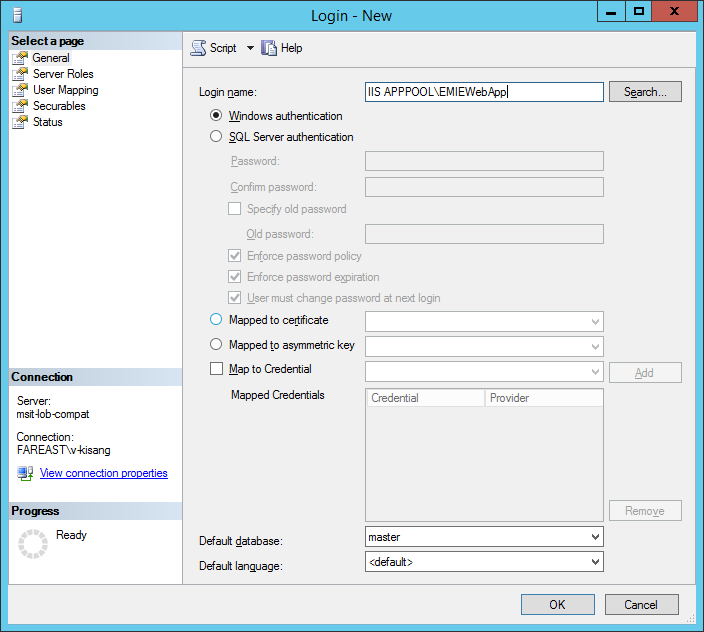 Login - New
Select a page
General
Server Roles
User Mapping
Securables
Status
Script
Help
Login name:
IIS APPPOOL\EMIEWebApp
Search...
Windows authentication
SQL Server authentication
Password:
Confirm password:
Specify old password
Old password:
Enforce password policy
Enforce password expiration
User must change password at next login
Mapped to certificate
Mapped to asymmetric key
Map to Credential
Add
Mapped Credentials
Credential Provider
Remove
Default database:
master
Default language:
<default>
Connection
Server:
msit-lob-compat
Connection:
FAREAST\v-kisang
View connection properties
Progress
Ready
OK
Cancel